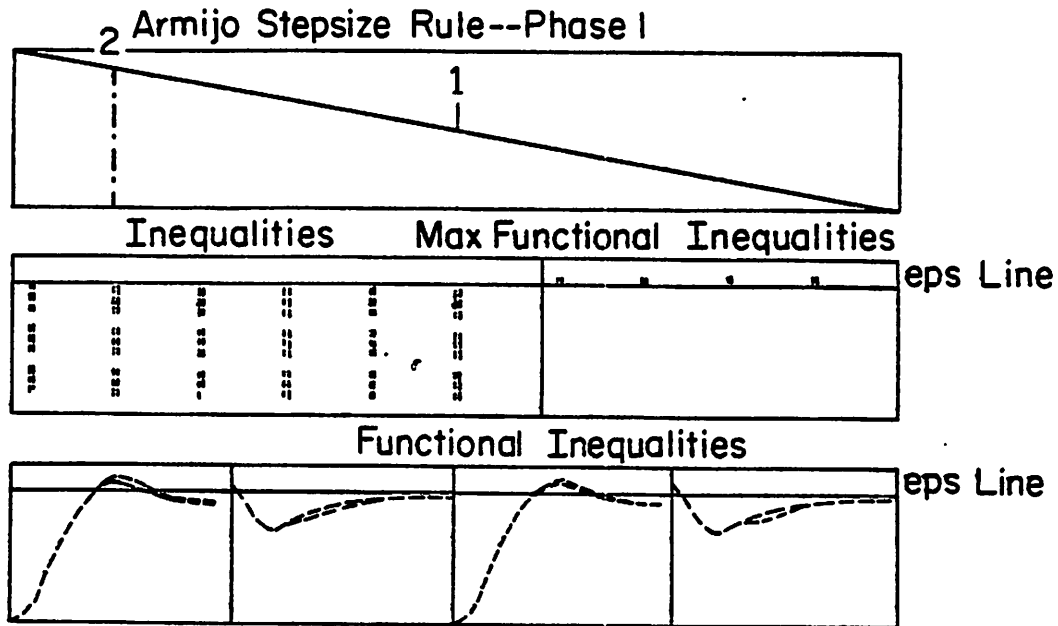 Armijo Stepsize Rule--Phase I
2
1
Inequalities Max Functional Inequalities
eps Line
Functional Inequalities
eps Line